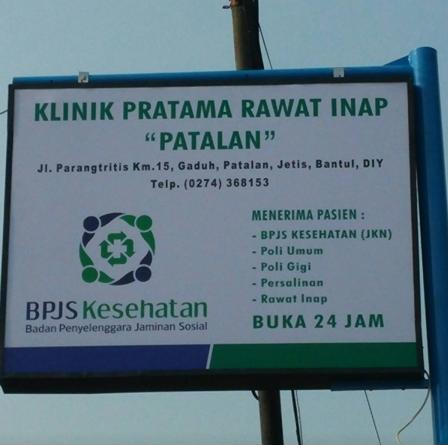 KLINIK PRATAMA RAWAT INAP
“PATALAN”
Jl. Parangtritis Km.15, Gaduh, Patalan, Jetis, Bantul, DIY
Telp. (0274) 368153
MENERIMA PASIEN :
- BPJS KESEHATAN (JKN)
- Poli Umum
- Poli Gigi
- Persalinan
- Rawat Inap
BUKA 24 JAM
BPJS Kesehatan
Badan Penyelenggara Jaminan Sosial